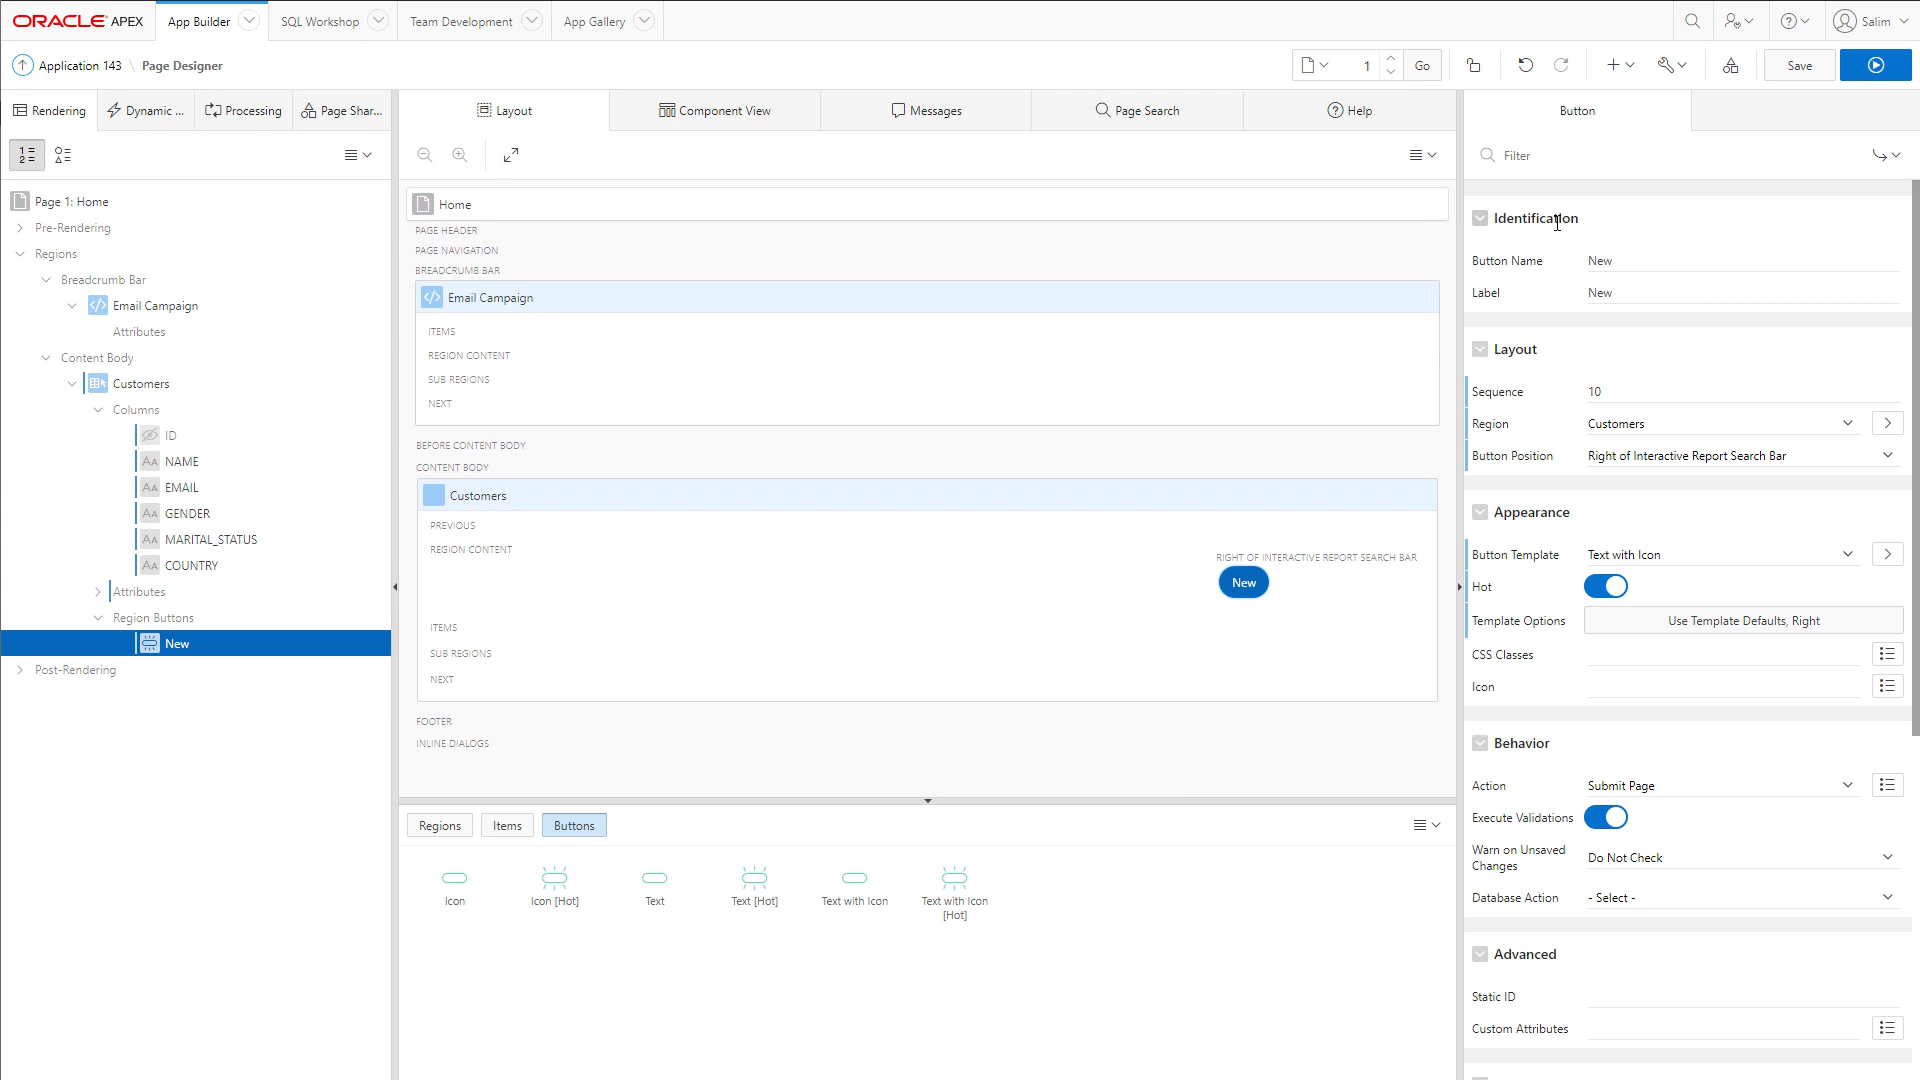 ORACLE APEX App Builder SQL Workshop Team Development App Gallery Salim
Application 143 \ Page Designer 1 Go Save
Rendering Dynamic ... Processing Page Shar...
Layout Component View Messages Page Search Help
Button
Filter
Page 1: Home
Pre-Rendering
Regions
Breadcrumb Bar
Email Campaign
Attributes
Content Body
Customers
Columns
ID
AA NAME
AA EMAIL
AA GENDER
AA MARITAL_STATUS
AA COUNTRY
Attributes
Region Buttons
New
Post-Rendering
Home
PAGE HEADER
PAGE NAVIGATION
BREADCRUMB BAR
Email Campaign
ITEMS
REGION CONTENT
SUB REGIONS
NEXT
BEFORE CONTENT BODY
CONTENT BODY
Customers
PREVIOUS
REGION CONTENT
RIGHT OF INTERACTIVE REPORT SEARCH BAR
New
ITEMS
SUB REGIONS
NEXT
FOOTER
INLINE DIALOGS
Regions Items Buttons
Icon
Icon [Hot]
Text
Text [Hot]
Text with Icon
Text with Icon
[Hot]
Identification
Button Name New
Label New
Layout
Sequence 10
Region Customers
Button Position Right of Interactive Report Search Bar
Appearance
Button Template Text with Icon
Hot
Template Options Use Template Defaults, Right
CSS Classes
Icon
Behavior
Action Submit Page
Execute Validations
Warn on Unsaved
Changes
Do Not Check
Database Action - Select -
Advanced
Static ID
Custom Attributes